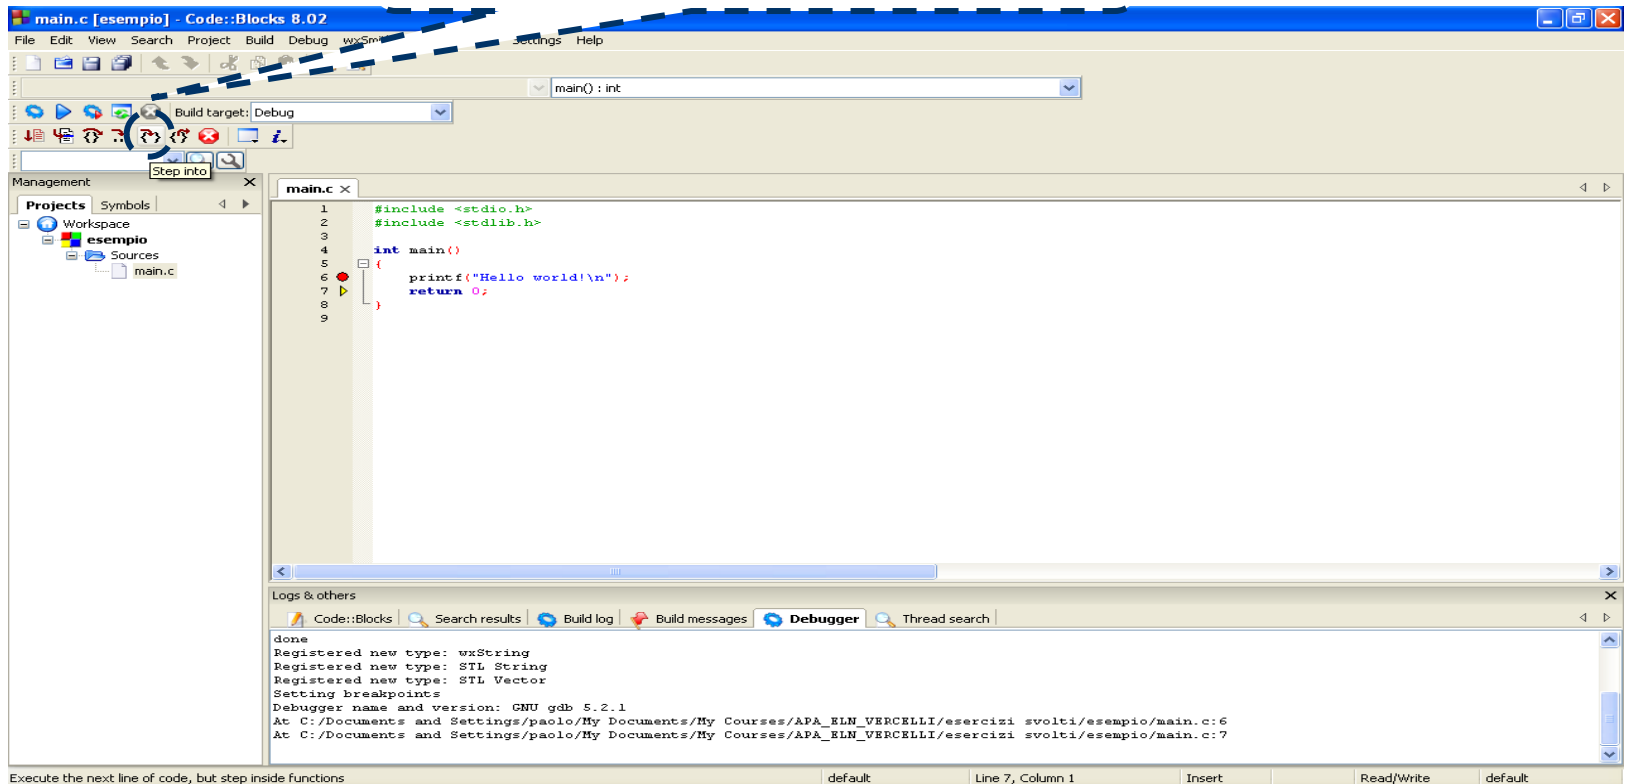 main.c [esempio] - Code::Blocks 8.02
File Edit View Search Project Build Debug Settings Help
main() : int
Build target: Debug
Step into
Management
Projects Symbols
Workspace
esempio
Sources
main.c
main.c
1 #include <stdio.h>
2 #include <stdlib.h>
3
4 int main()
5 {
6 printf("Hello world!\n");
7 return 0;
8 }
9
Logs & others
Code::Blocks Search results Build log Build messages Debugger Thread search
done
Registered new type: wxString
Registered new type: STL String
Registered new type: STL Vector
Setting breakpoints
Debugger name and version: GNU gdb 5.2.1
At C:/Documents and Settings/paolo/My Documents/My Courses/APA_ELN_VERCELLI/esercizi svolti/esempio/main.c:6
At C:/Documents and Settings/paolo/My Documents/My Courses/APA_ELN_VERCELLI/esercizi svolti/esempio/main.c:7
Execute the next line of code, but step inside functions default Line 7, Column 1 Insert Read/Write default